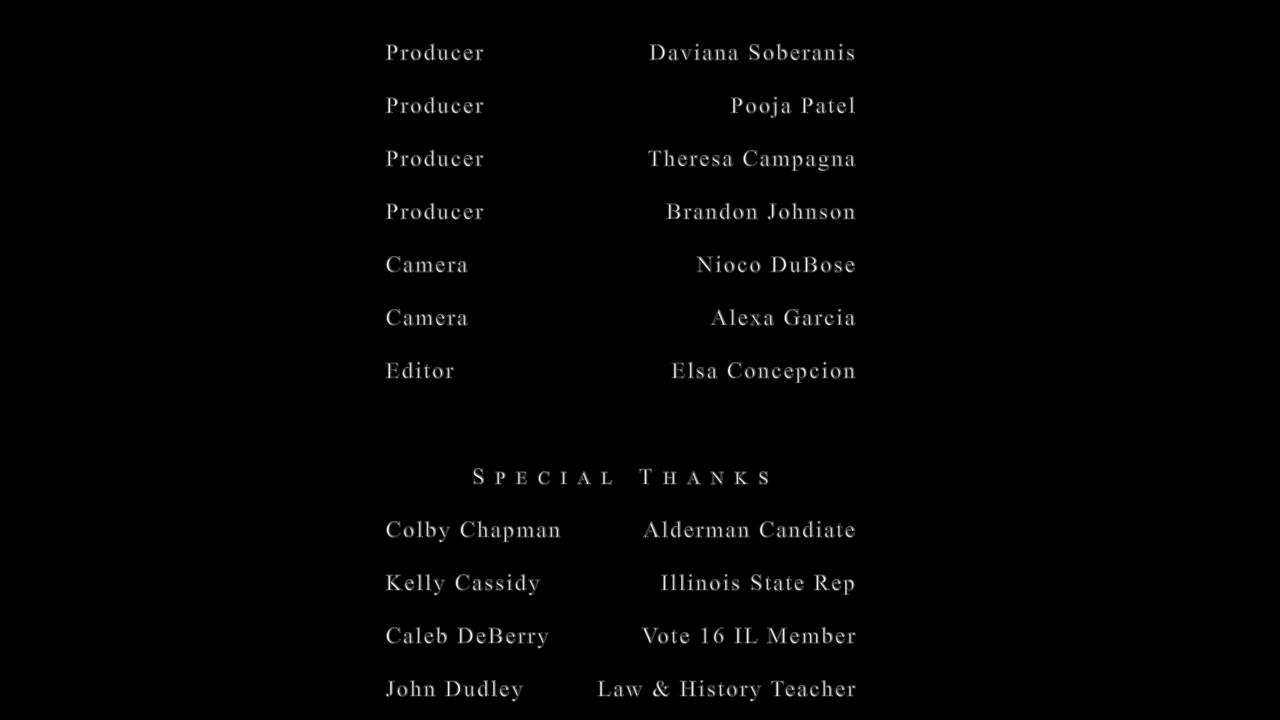 Producer Daviana Soberanis
Producer Pooja Patel
Producer Theresa Campagna
Producer Brandon Johnson
Camera Nioco DuBose
Camera Alexa Garcia
Editor Elsa Concepcion
Special Thanks
Colby Chapman Alderman Candiate
Kelly Cassidy Illinois State Rep
Caleb DeBerry Vote 16 IL Member
John Dudley Law & History Teacher